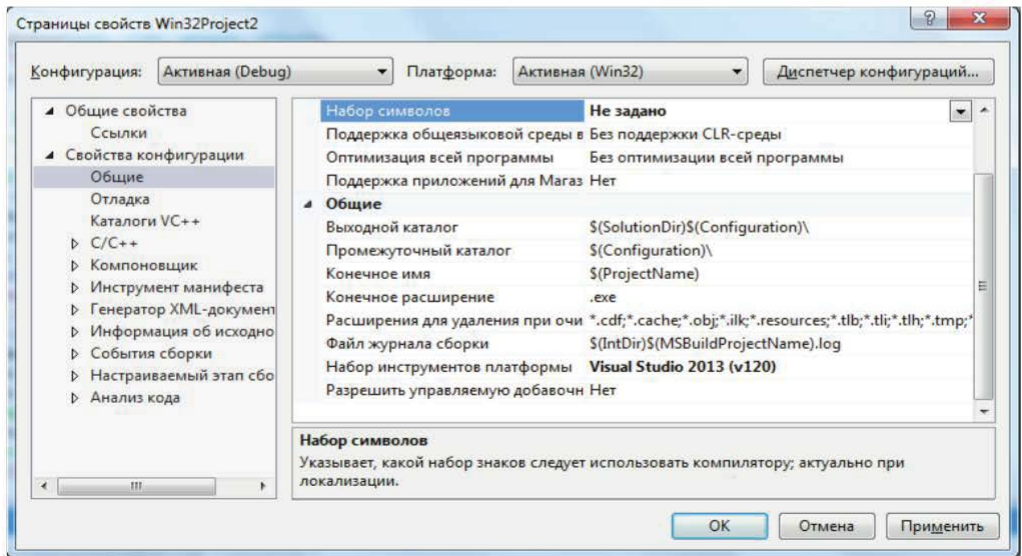 Страницы свойств Win32Project2
Конфигурация: Активная (Debug) Платформа: Активная (Win32) Диспетчер конфигураций...
Общие свойства
Ссылки
Свойства конфигурации
Общие
Отладка
Каталоги VC++
C/C++
Компоновщик
Инструмент манифеста
Генератор XML-документ
Информация об исходно
События сборки
Настраиваемый этап сбо
Анализ кода
Набор символов Не задано
Поддержка общеязыковой среды в Без поддержки CLR-среды
Оптимизация всей программы Без оптимизации всей программы
Поддержка приложений для Магаз Нет
Общие
Выходной каталог $(SolutionDir)$(Configuration)\
Промежуточный каталог $(Configuration)\
Конечное имя $(ProjectName)
Конечное расширение .exe
Расширения для удаления при очи *.cdf;*.cache;*.obj;*.ilk;*.resources;*.tlb;*.tli;*.tlh;*.tmp;*
Файл журнала сборки $(IntDir)$(MSBuildProjectName).log
Набор инструментов платформы Visual Studio 2013 (v120)
Разрешить управляемую добавочн Нет
Набор символов
Указывает, какой набор знаков следует использовать компилятору; актуально при
локализации.
OK Отмена Применить